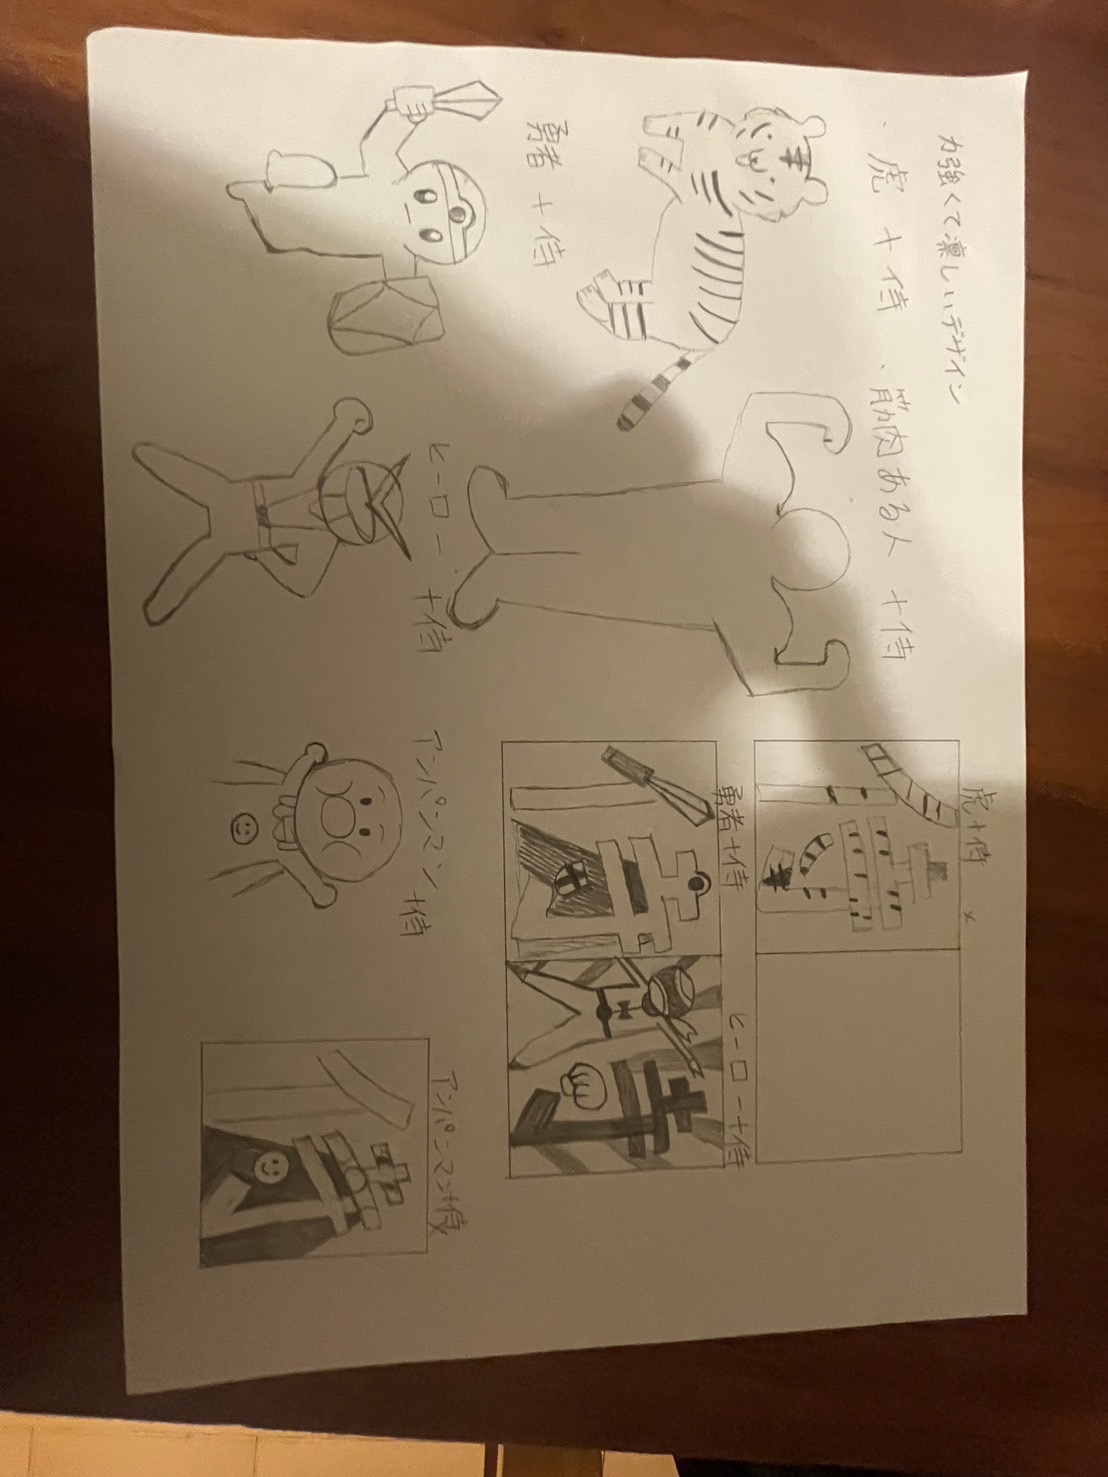 力強くて凛しいデザイン
・虎+侍 ・筋肉ある人+侍
勇者+侍
ヒーロー+侍
アンパンマン+侍
虎+侍 ×
勇者+侍
ヒーロー+侍
アンパンマン+侍